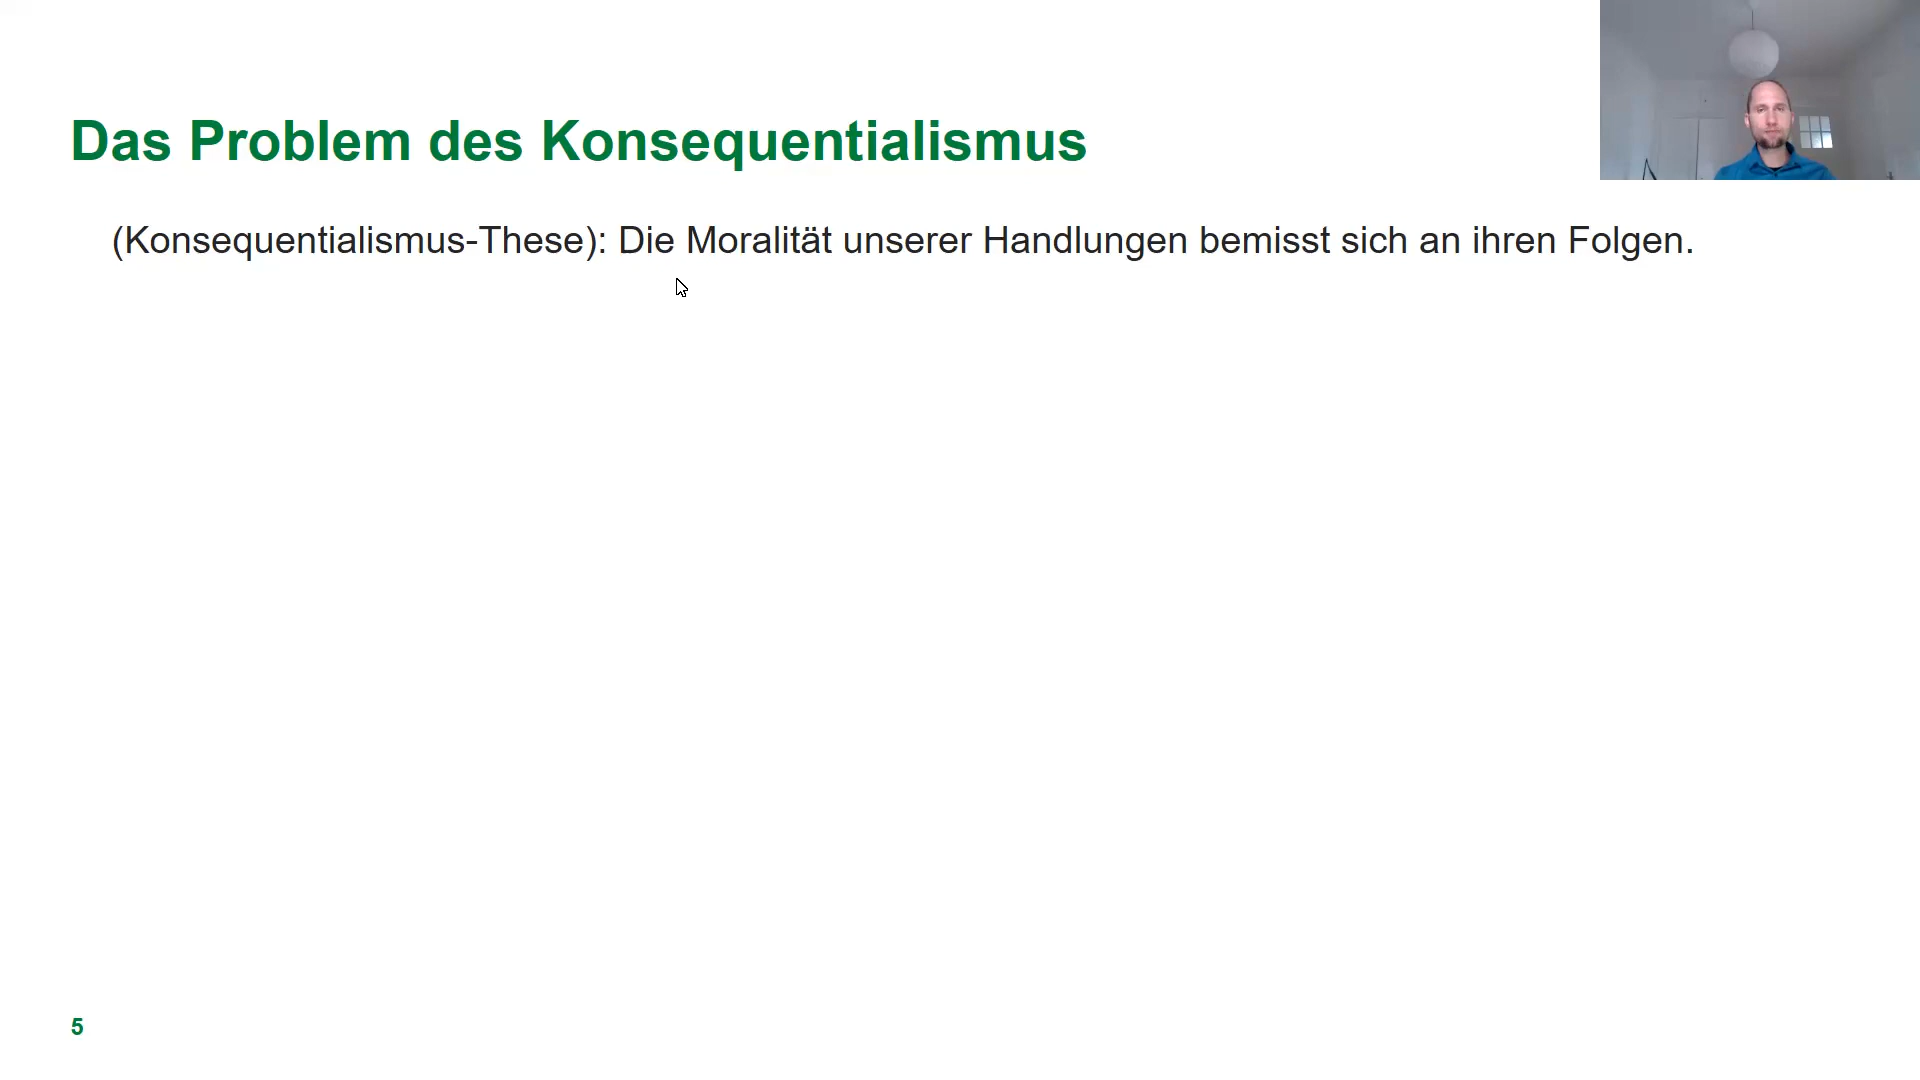 Das Problem des Konsequentialismus
(Konsequentialismus-These): Die Moralität unserer Handlungen bemisst sich an ihren Folgen.
5